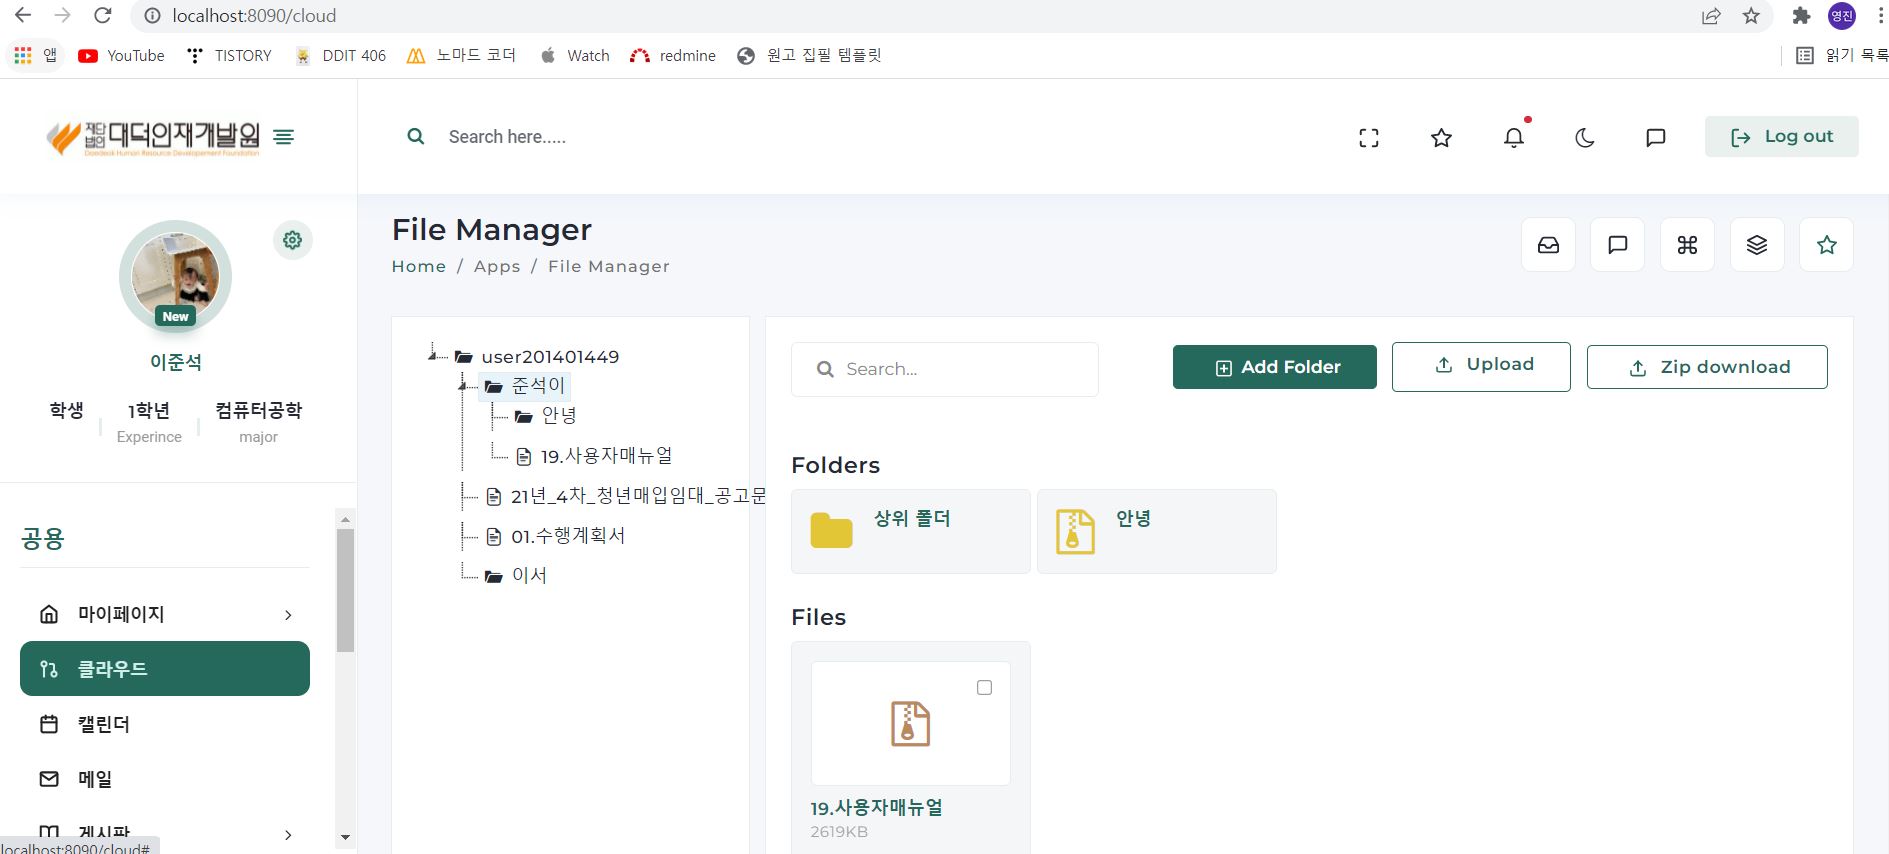 localhost:8090/cloud
영진
앱 YouTube TISTORY DDIT 406 노마드 코더 Watch redmine 원고 집필 템플릿 읽기 목록
재단법인 대덕인재개발원
Daedeok Human Resource Developement Foundation
Search here.....
Log out
File Manager
Home / Apps / File Manager
New
이준석
학생 1학년 컴퓨터공학
Experince major
공용
마이페이지
클라우드
캘린더
메일
게시판
localhost:8090/cloud#
user201401449
준석이
안녕
19.사용자매뉴얼
21년_4차_청년매입임대_공고문
01.수행계획서
이서
Search...
Add Folder
Upload
Zip download
Folders
상위 폴더
안녕
Files
19.사용자매뉴얼
2619KB